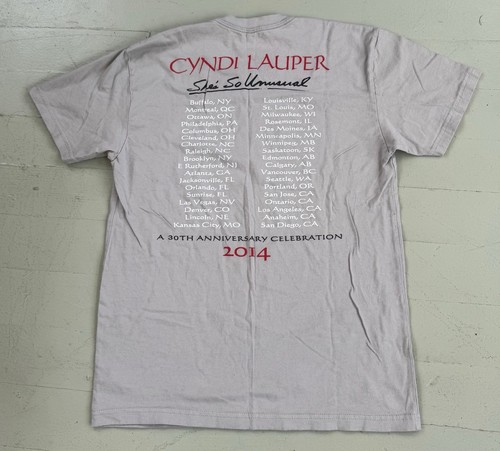 CYNDI LAUPER
She's So Unusual
Buffalo, NY
Montreal, QC
Ottawa, ON
Philadelphia, PA
Columbus, OH
Cleveland, OH
Charlotte, NC
Raleigh, NC
Brooklyn, NY
E Rutherford, NJ
Atlanta, GA
Jacksonville, FL
Orlando, FL
Sunrise, FL
Las Vegas, NV
Denver, CO
Lincoln, NE
Kansas City, MO
Louisville, KY
St. Louis, MO
Milwaukee, WI
Rosemont, IL
Des Moines, IA
Minneapolis, MN
Winnipeg, MB
Saskatoon, SK
Edmonton, AB
Calgary, AB
Vancouver, BC
Seattle, WA
Portland, OR
San Jose, CA
Ontario, CA
Los Angeles, CA
Anaheim, CA
San Diego, CA
A 30TH ANNIVERSARY CELEBRATION
2014